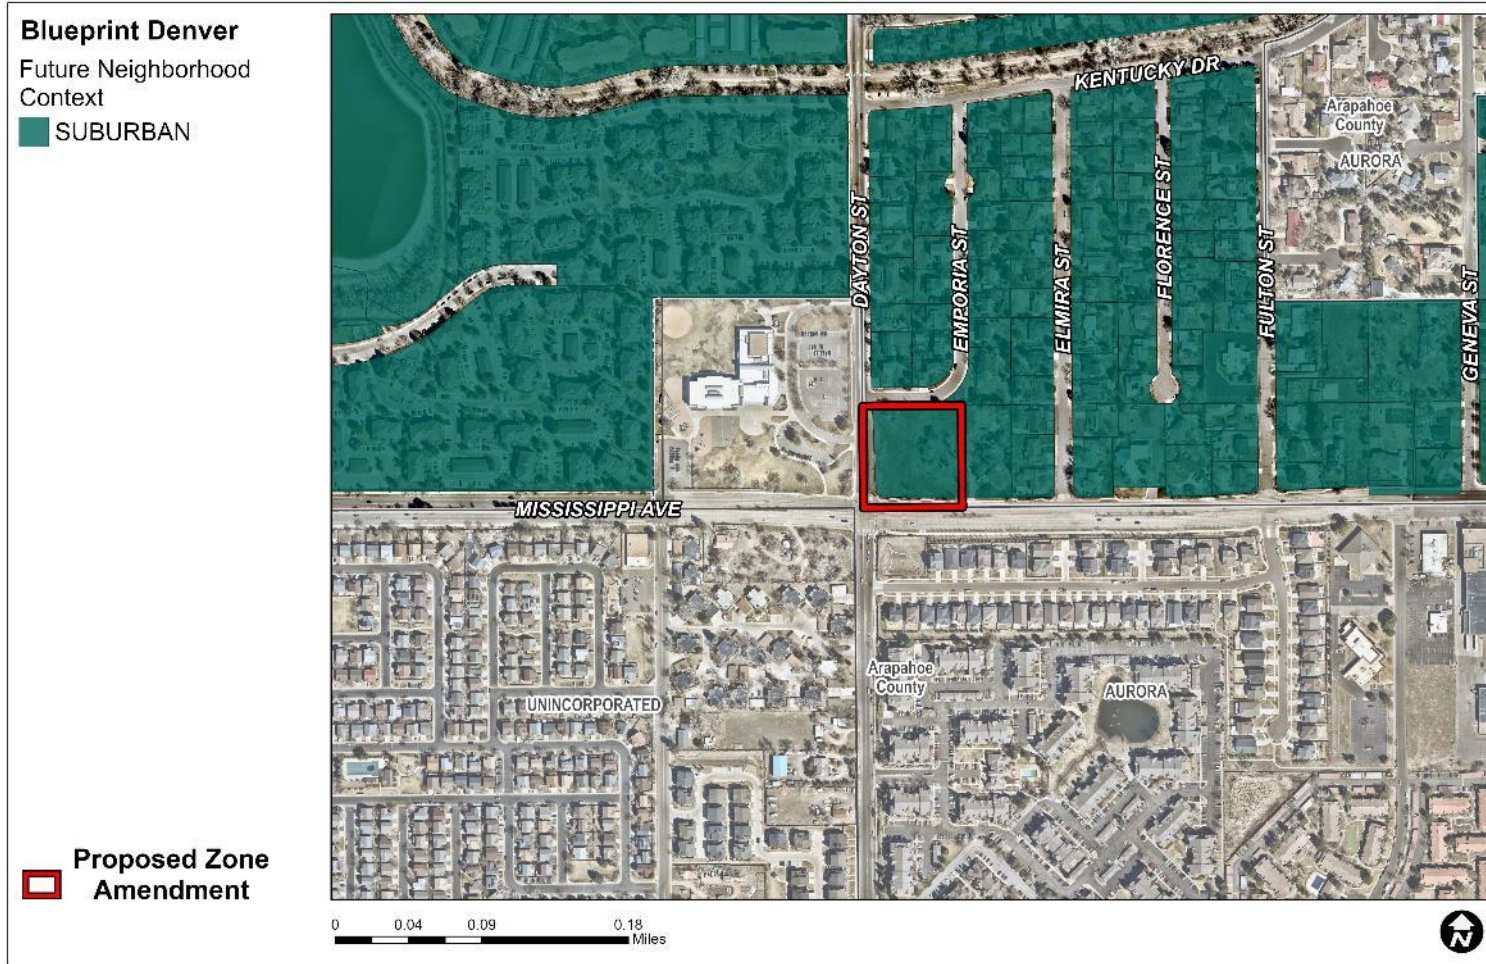 Blueprint Denver
Future Neighborhood
Context
SUBURBAN
KENTUCKY DR
Arapahoe
County
AURORA
DAYTON ST
EMPORIA ST
ELMIRA ST
FLORENCE ST
FULTON ST
GENEVA ST
MISSISSIPPI AVE
UNINCORPORATED
Arapahoe
County
AURORA
Proposed Zone
Amendment
0 0.04 0.09 0.18
Miles
N